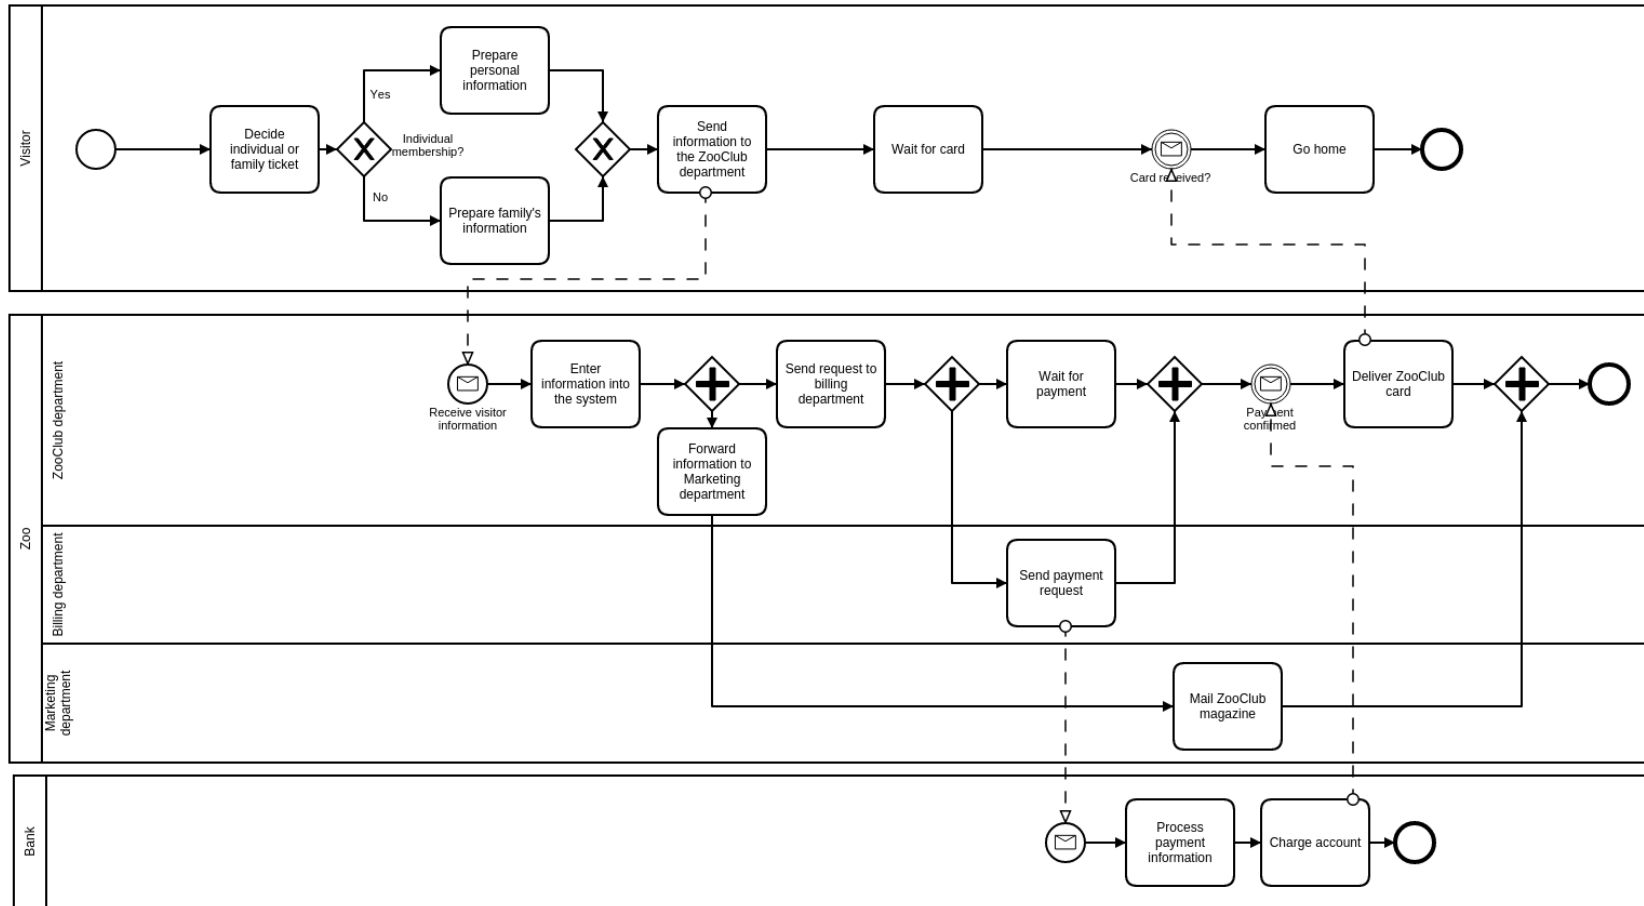 Visitor
Decide
individual or
family ticket
Yes
No
Individual
membership?
Prepare
personal
information
Prepare family's
information
Send
information to
the ZooClub
department
Wait for card
Card received?
Go home
Zoo
ZooClub department
Receive visitor
information
Enter
information into
the system
Forward
information to
Marketing
department
Send request to
billing
department
Wait for
payment
Payment
confirmed
Deliver ZooClub
card
Billing department
Send payment
request
Marketing
department
Mail ZooClub
magazine
Bank
Process
payment
information
Charge account